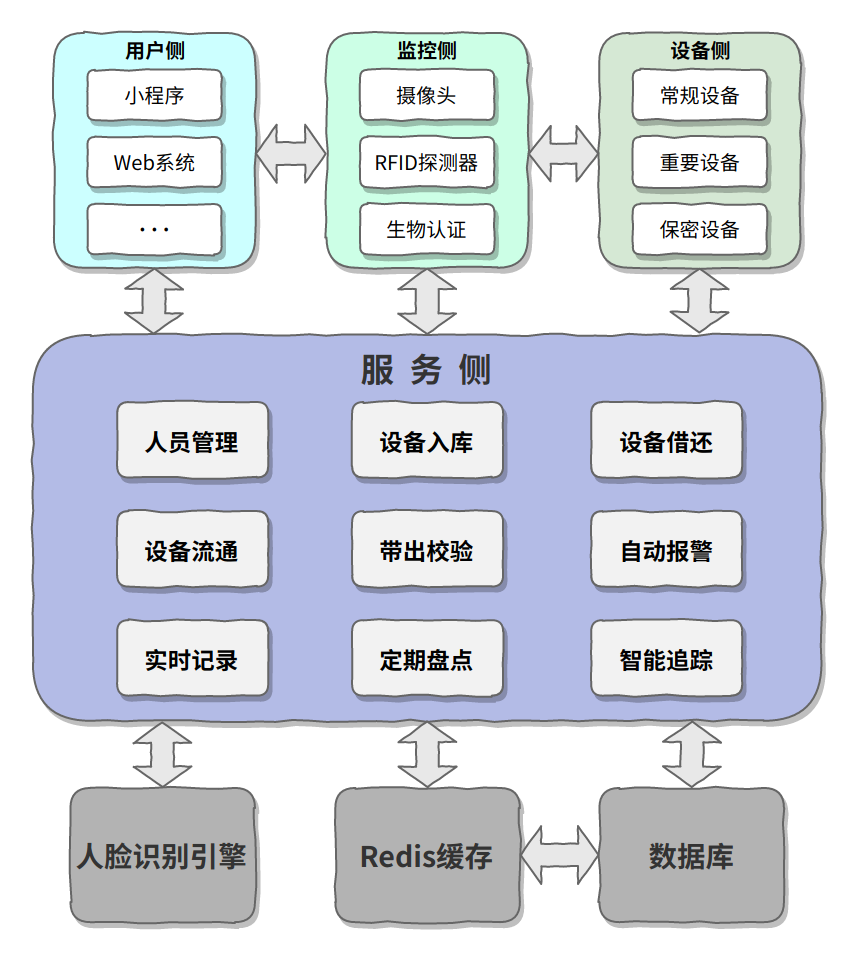 用户侧
小程序
Web系统
···
监控侧
摄像头
RFID探测器
生物认证
设备侧
常规设备
重要设备
保密设备
服 务 侧
人员管理
设备入库
设备借还
设备流通
带出校验
自动报警
实时记录
定期盘点
智能追踪
人脸识别引擎
Redis缓存
数据库